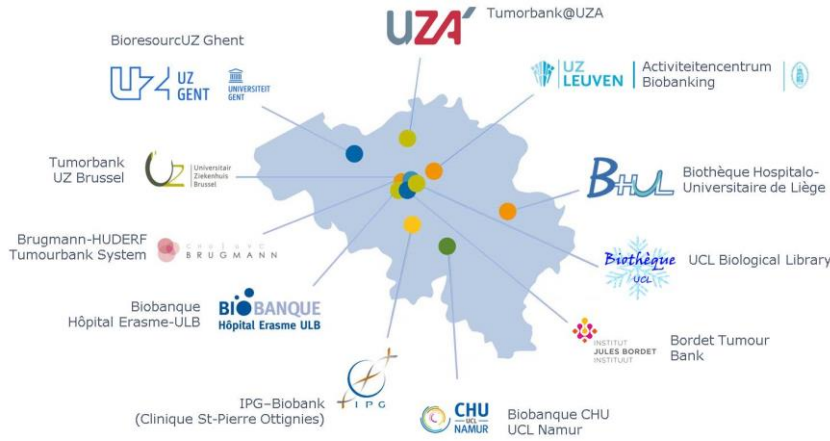 UZA'
Tumorbank@UZA
BioresourcUZ Ghent
UZ
GENT
UNIVERSITEIT
GENT
UZ
LEUVEN
Activiteitencentrum
Biobanking
Tumorbank
UZ Brussel
UZ
Universitair
Ziekenhuis
Brussel
BHUL
Biothèque Hospitalo-
Universitaire de Liège
Brugmann-HUDERF
Tumourbank System
CHU UVC
BRUGMANN
Biothèque
UCL
UCL Biological Library
Biobanque
Hôpital Erasme-ULB
BIOBANQUE
Hôpital Erasme ULB
INSTITUT
JULES BORDET
INSTITUUT
Bordet Tumour
Bank
IPG–Biobank
(Clinique St-Pierre Ottignies)
IPG
CHU
UCL
NAMUR
Biobanque CHU
UCL Namur